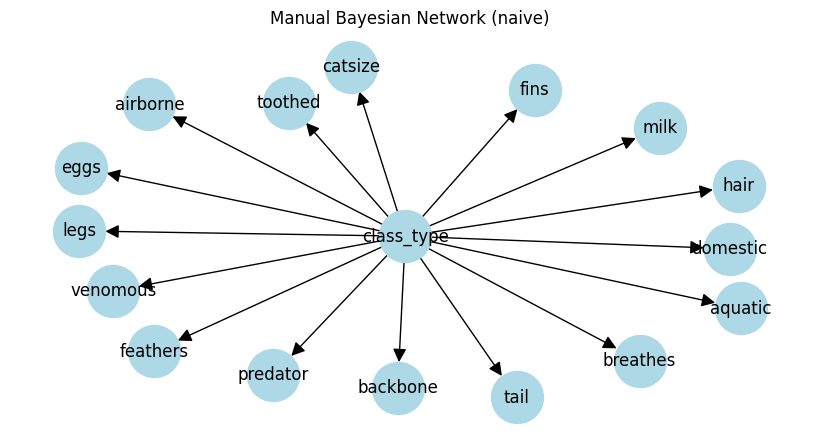 Manual Bayesian Network (naive)
catsize
fins
airborne
toothed
milk
eggs
hair
legs
class_type
domestic
venomous
aquatic
feathers
breathes
predator
backbone
tail